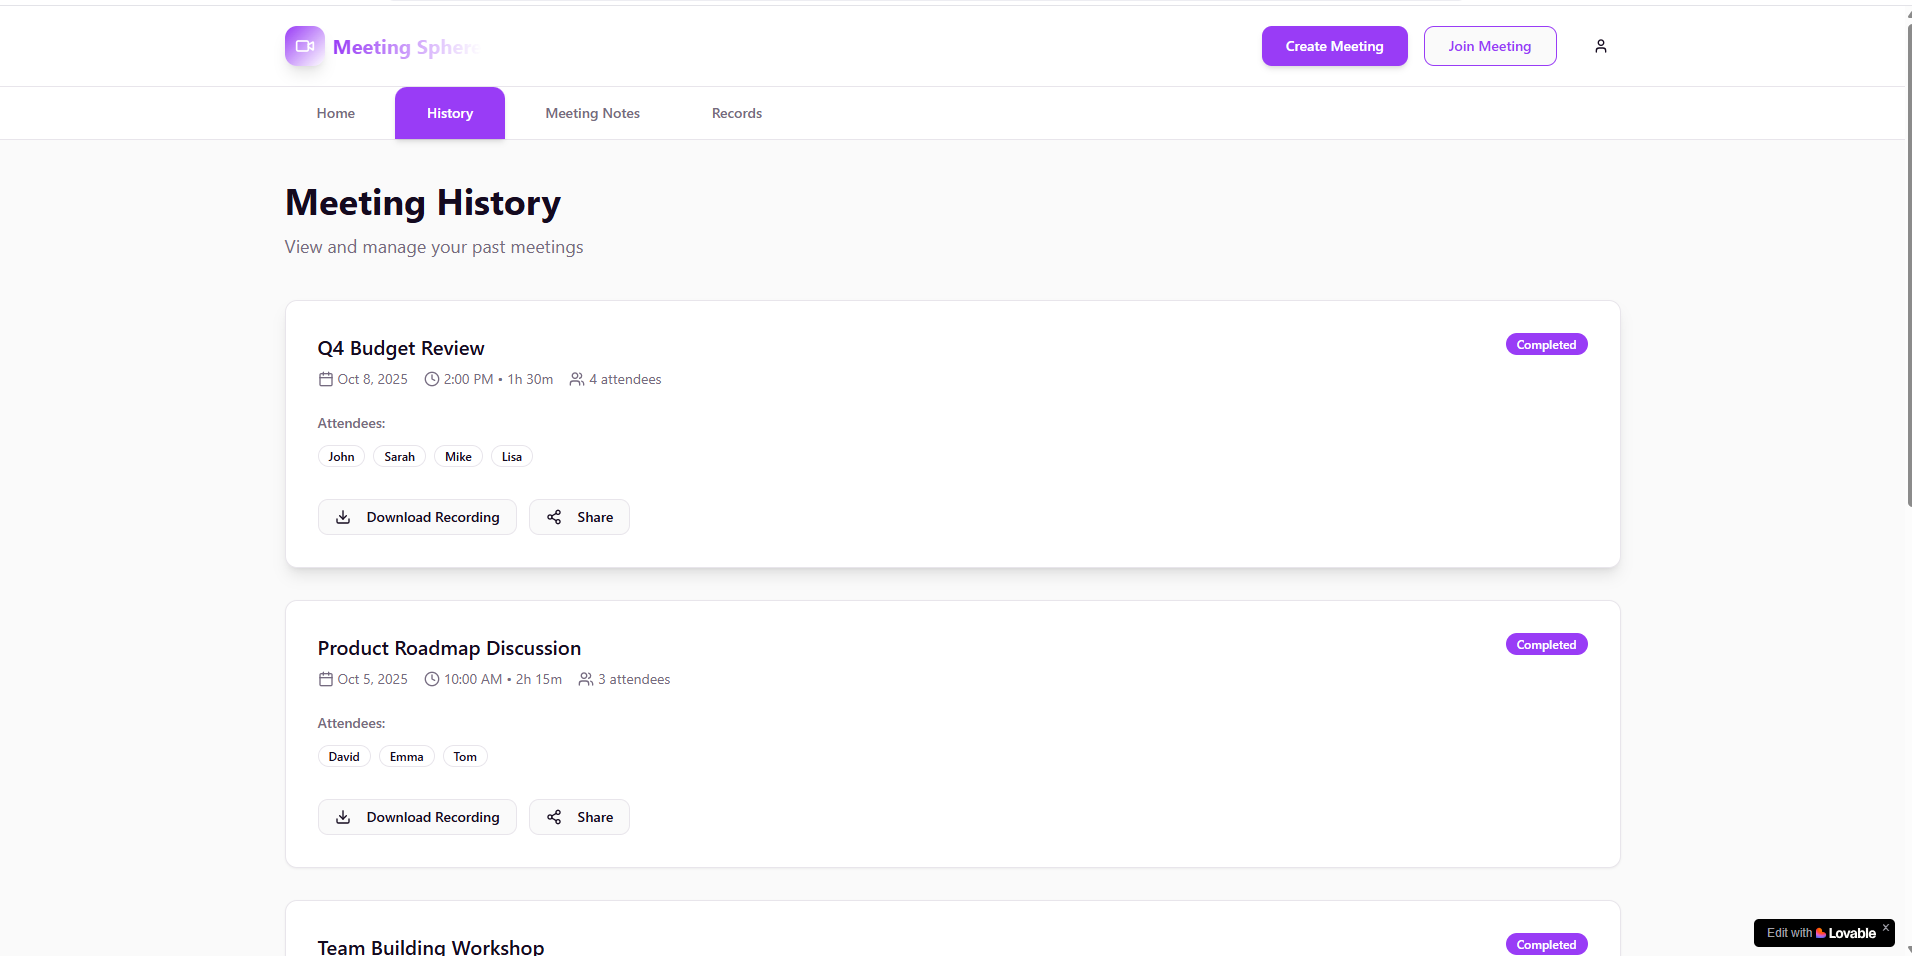 Meeting Sphere
Create Meeting
Join Meeting
Home
History
Meeting Notes
Records
Meeting History
View and manage your past meetings
Q4 Budget Review
Completed
Oct 8, 2025
2:00 PM • 1h 30m
4 attendees
Attendees:
John
Sarah
Mike
Lisa
Download Recording
Share
Product Roadmap Discussion
Completed
Oct 5, 2025
10:00 AM • 2h 15m
3 attendees
Attendees:
David
Emma
Tom
Download Recording
Share
Team Building Workshop
Completed
Edit with Lovable